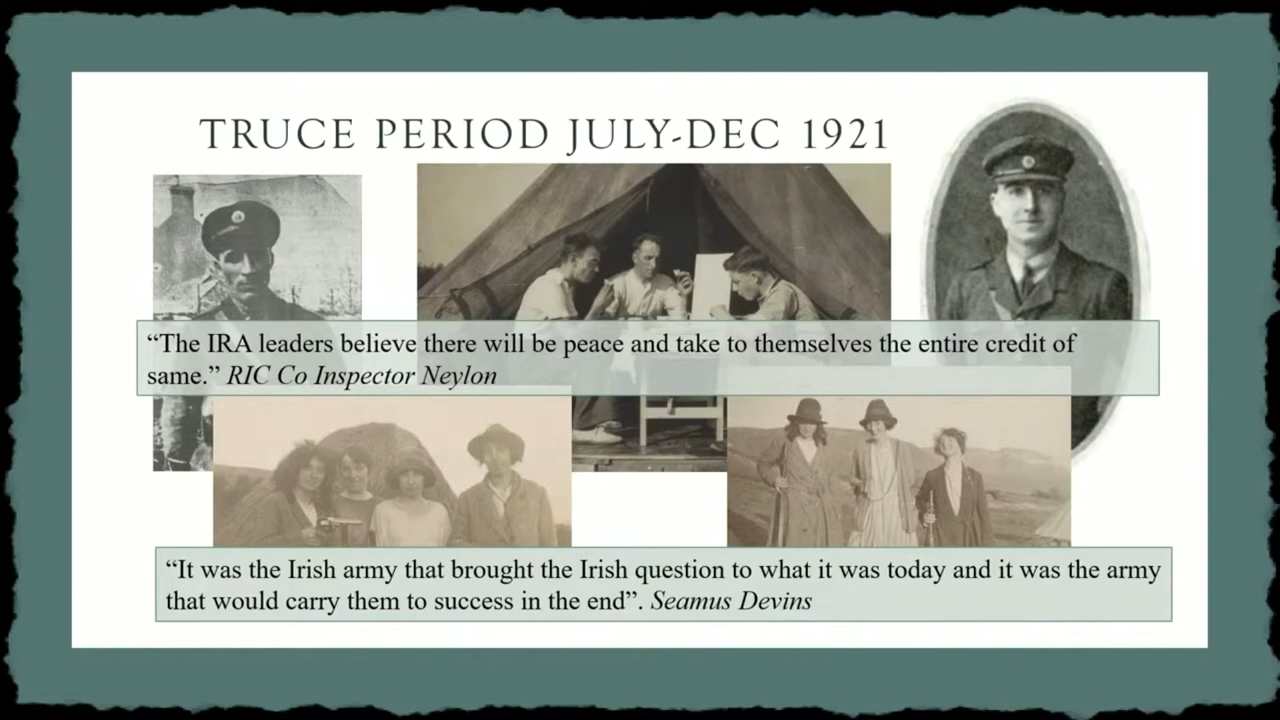 TRUCE PERIOD JULY-DEC 1921
“The IRA leaders believe there will be peace and take to themselves the entire credit of
same.” RIC Co Inspector Neylon
“It was the Irish army that brought the Irish question to what it was today and it was the army
that would carry them to success in the end”. Seamus Devins